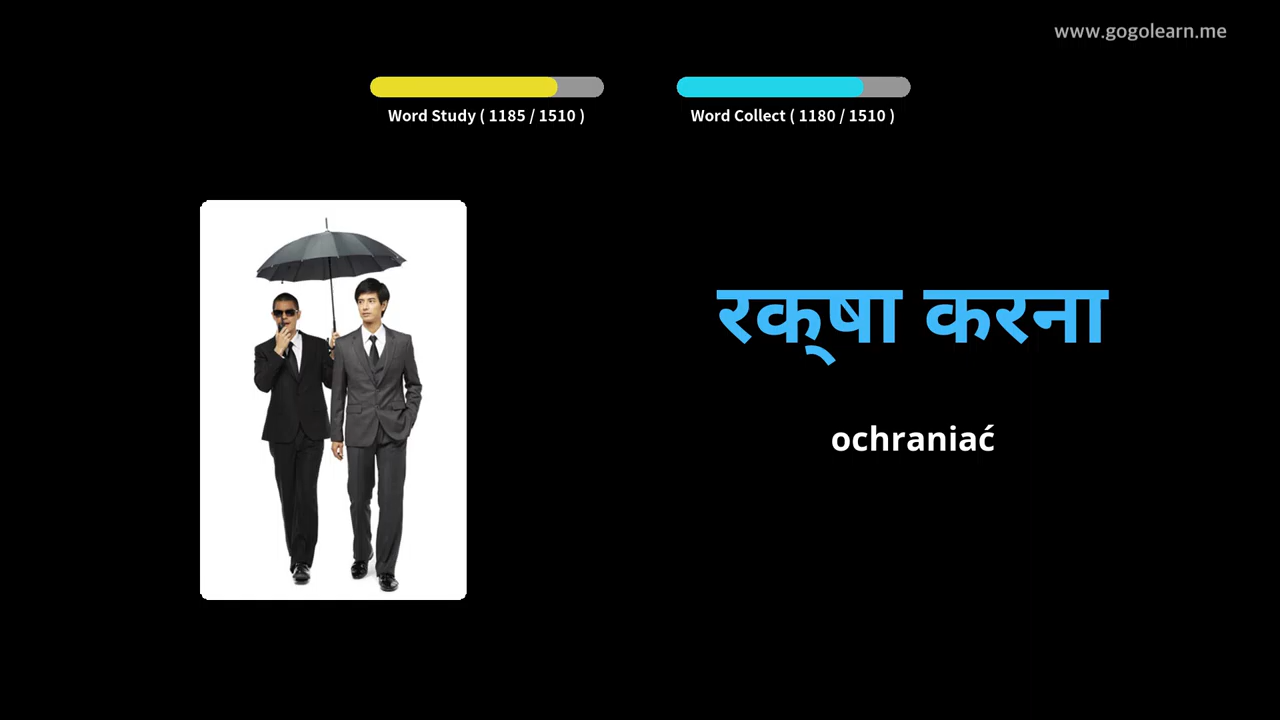 www.gogolearn.me
Word Study ( 1185 / 1510 )
Word Collect ( 1180 / 1510 )
रक्‌षा करना
ochraniać